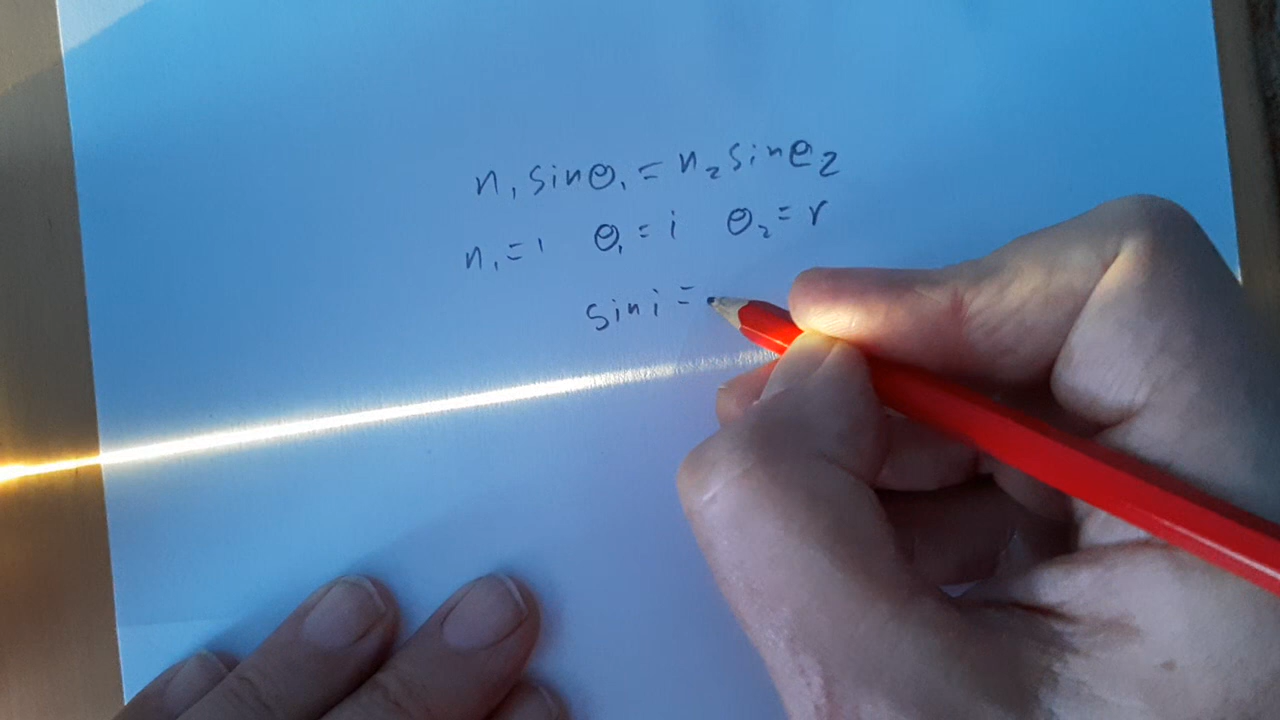 n₁ sinθ₁ = n₂ sinθ₂
n₁ = 1 θ₁ = i θ₂ = r
sin i =